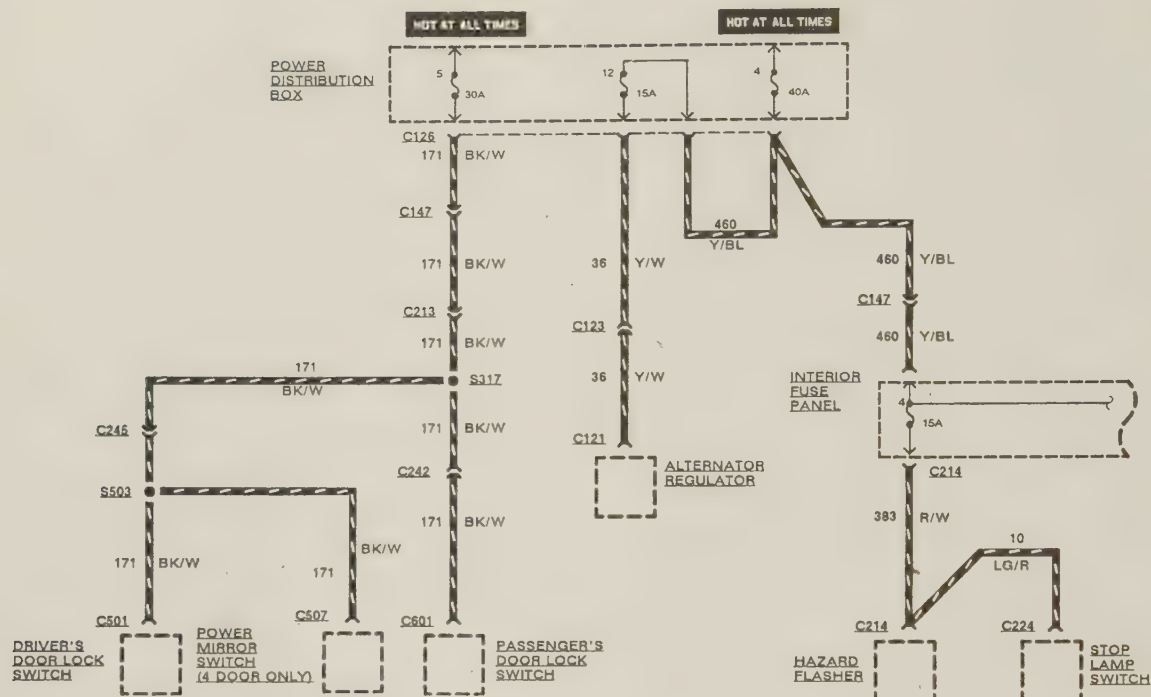 HOT AT ALL TIMES
HOT AT ALL TIMES
POWER
DISTRIBUTION
BOX
5
30A
12
15A
4
40A
C126
171 BK/W
C147
460
Y/BL
171 BK/W
36 Y/W
460 Y/BL
C147
C213
C123
460 Y/BL
171 BK/W
171
BK/W
S317
36 Y/W
INTERIOR
FUSE
PANEL
4
15A
C245
171 BK/W
C121
C242
ALTERNATOR
REGULATOR
C214
S503
383 R/W
171 BK/W
10
LG/R
171 BK/W
BK/W
171
C501
C507
C601
C214
C224
DRIVER'S
DOOR LOCK
SWITCH
POWER
MIRROR
SWITCH
(4 DOOR ONLY)
PASSENGER'S
DOOR LOCK
SWITCH
HAZARD
FLASHER
STOP
LAMP
SWITCH